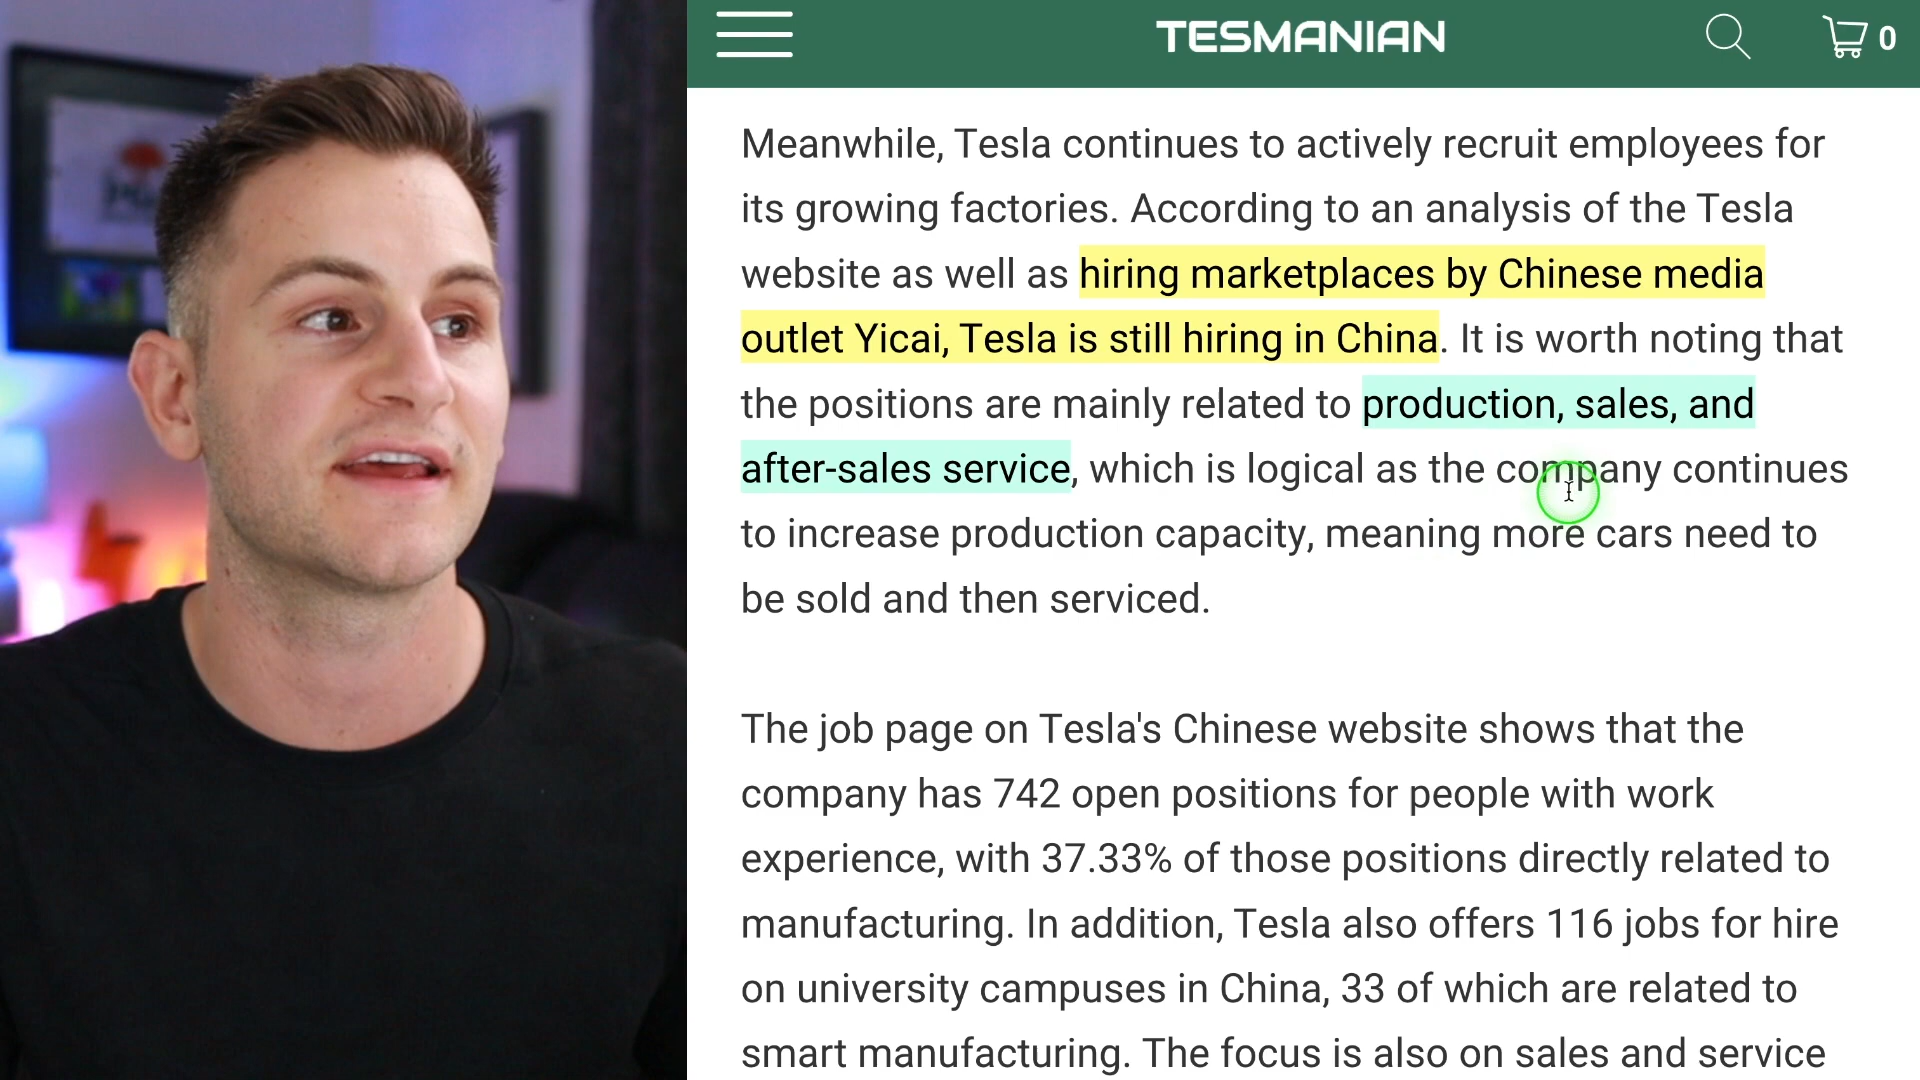 TESMANIAN
0
Meanwhile, Tesla continues to actively recruit employees for
its growing factories. According to an analysis of the Tesla
website as well as hiring marketplaces by Chinese media
outlet Yicai, Tesla is still hiring in China. It is worth noting that
the positions are mainly related to production, sales, and
after-sales service, which is logical as the company continues
to increase production capacity, meaning more cars need to
be sold and then serviced.
The job page on Tesla's Chinese website shows that the
company has 742 open positions for people with work
experience, with 37.33% of those positions directly related to
manufacturing. In addition, Tesla also offers 116 jobs for hire
on university campuses in China, 33 of which are related to
smart manufacturing. The focus is also on sales and service